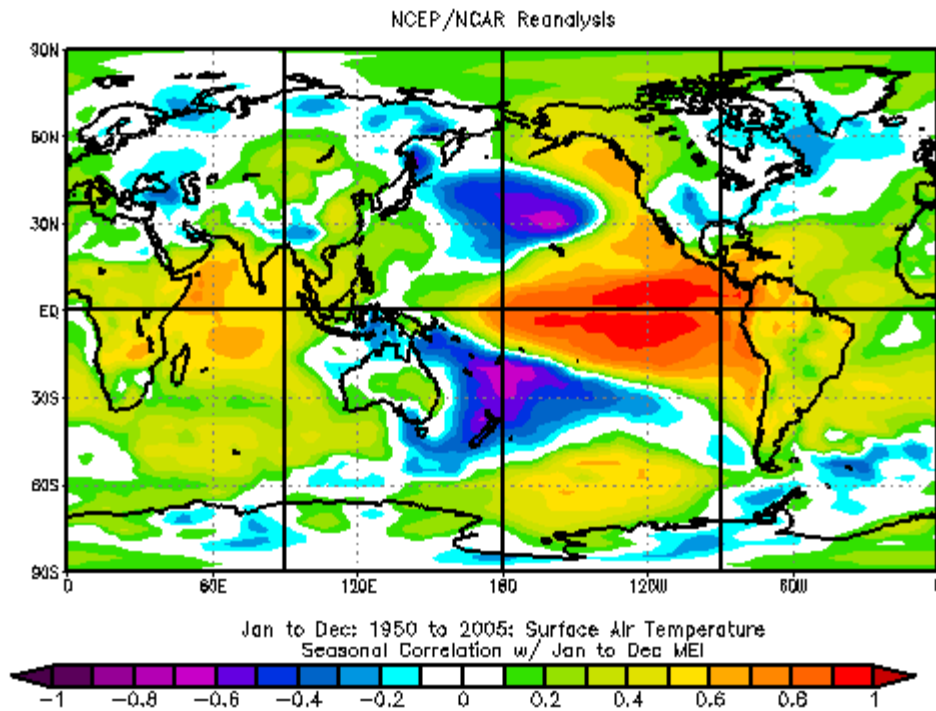 NCEP/NCAR Reanalysis
90N
60N
30N
EQ
30S
60S
90S
0 60E 120E 180 120W 60W 0
Jan to Dec: 1950 to 2005: Surface Air Temperature
Seasonal Correlation w/ Jan to Dec MEI
-1 -0.8 -0.6 -0.4 -0.2 0 0.2 0.4 0.6 0.8 1